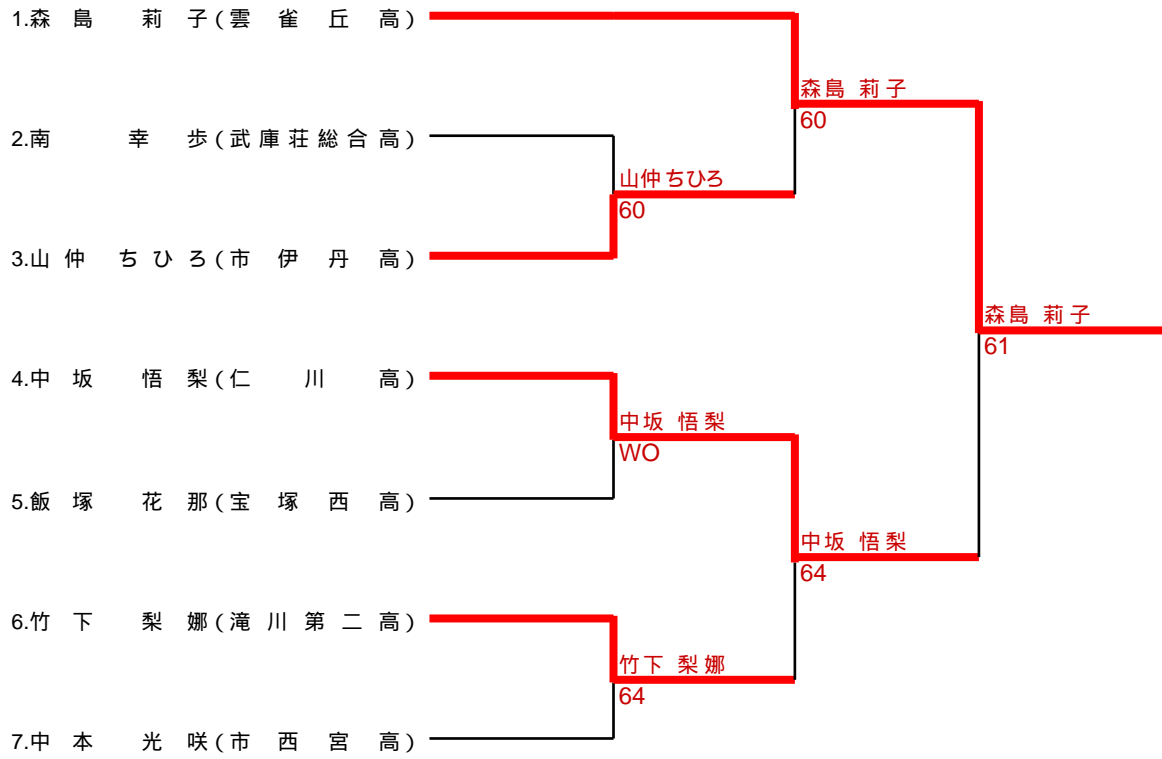 1.森島 莉子(雲雀丘高)
森島 莉子
60
2.南 幸歩(武庫荘総合高)
山仲 ちひろ
60
3.山仲 ちひろ(市伊丹高)
森島 莉子
61
4.中坂 悟梨(仁川高)
中坂 悟梨
WO
5.飯塚 花那(宝塚西高)
中坂 悟梨
64
6.竹下 梨娜(滝川第二高)
竹下 梨娜
64
7.中本 光咲(市西宮高)